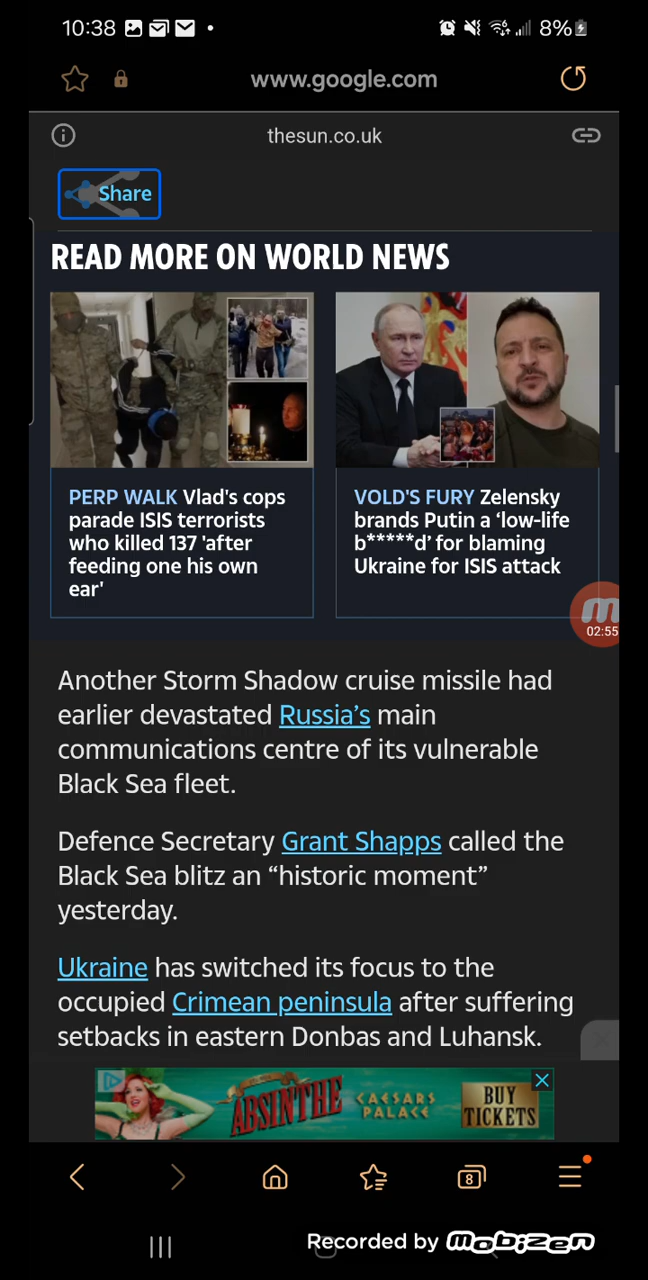 10:38
8%
www.google.com
thesun.co.uk
Share
READ MORE ON WORLD NEWS
PERP WALK Vlad's cops
parade ISIS terrorists
who killed 137 'after
feeding one his own
ear'
VOLD'S FURY Zelensky
brands Putin a ‘low-life
b*****d’ for blaming
Ukraine for ISIS attack
02:55
Another Storm Shadow cruise missile had
earlier devastated Russia’s main
communications centre of its vulnerable
Black Sea fleet.
Defence Secretary Grant Shapps called the
Black Sea blitz an “historic moment”
yesterday.
Ukraine has switched its focus to the
occupied Crimean peninsula after suffering
setbacks in eastern Donbas and Luhansk.
ABSINTHE
CAESARS
PALACE
BUY
TICKETS
8
Recorded by mobizen